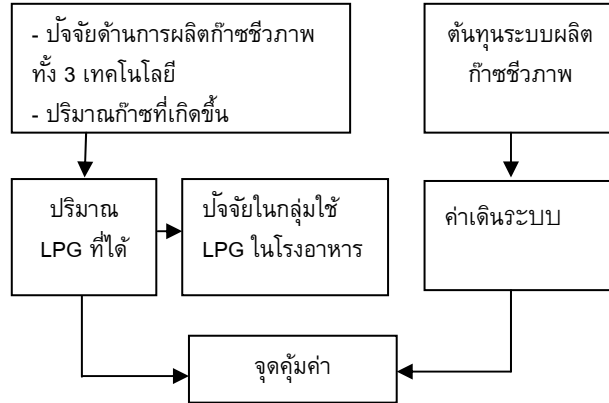 - ปัจจัยด้านการผลิตก๊าซชีวภาพ
ทั้ง 3 เทคโนโลยี
- ปริมาณก๊าซที่เกิดขึ้น
ต้นทุนระบบผลิต
ก๊าซชีวภาพ
ปริมาณ
LPG ที่ได้
ปัจจัยในกลุ่มใช้
LPG ในโรงอาหาร
ค่าเดินระบบ
จุดคุ้มค่า